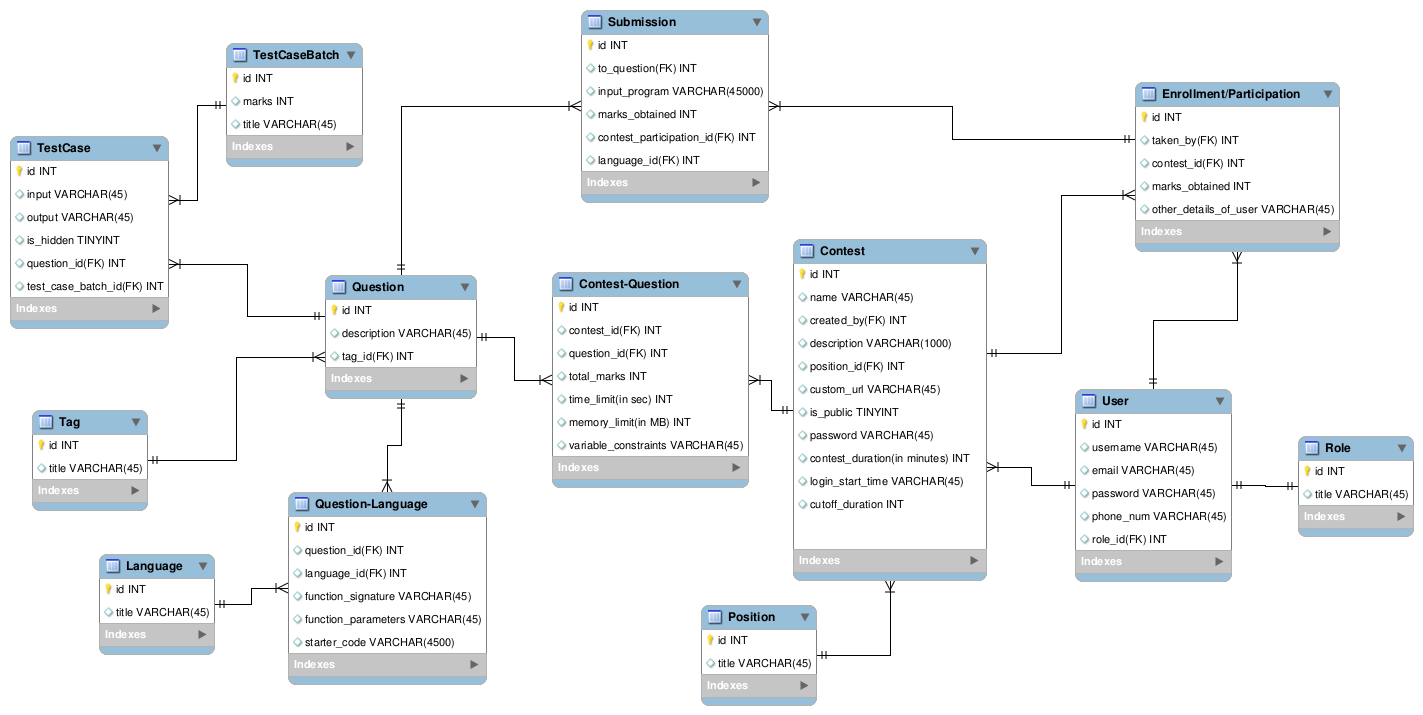 Submission
id INT
to_question(FK) INT
input_program VARCHAR(45000)
marks_obtained INT
contest_participation_id(FK) INT
language_id(FK) INT
Indexes
TestCaseBatch
id INT
marks INT
title VARCHAR(45)
Indexes
Enrollment/Participation
id INT
taken_by(FK) INT
contest_id(FK) INT
marks_obtained INT
other_details_of_user VARCHAR(45)
Indexes
TestCase
id INT
input VARCHAR(45)
output VARCHAR(45)
is_hidden TINYINT
question_id(FK) INT
test_case_batch_id(FK) INT
Indexes
Question
id INT
description VARCHAR(45)
tag_id(FK) INT
Indexes
Contest-Question
id INT
contest_id(FK) INT
question_id(FK) INT
total_marks INT
time_limit(in sec) INT
memory_limit(in MB) INT
variable_constraints VARCHAR(45)
Indexes
Contest
id INT
name VARCHAR(45)
created_by(FK) INT
description VARCHAR(1000)
position_id(FK) INT
custom_url VARCHAR(45)
is_public TINYINT
password VARCHAR(45)
contest_duration(in minutes) INT
login_start_time VARCHAR(45)
cutoff_duration INT
Indexes
User
id INT
username VARCHAR(45)
email VARCHAR(45)
password VARCHAR(45)
phone_num VARCHAR(45)
role_id(FK) INT
Indexes
Role
id INT
title VARCHAR(45)
Indexes
Tag
id INT
title VARCHAR(45)
Indexes
Question-Language
id INT
question_id(FK) INT
language_id(FK) INT
function_signature VARCHAR(45)
function_parameters VARCHAR(45)
starter_code VARCHAR(4500)
Indexes
Language
id INT
title VARCHAR(45)
Indexes
Position
id INT
title VARCHAR(45)
Indexes